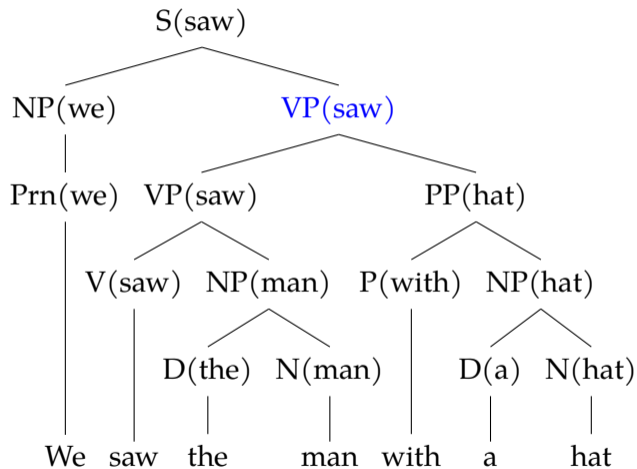 S(saw)
NP(we) VP(saw)
Prn(we) VP(saw) PP(hat)
V(saw) NP(man) P(with) NP(hat)
D(the) N(man) D(a) N(hat)
We saw the man with a hat